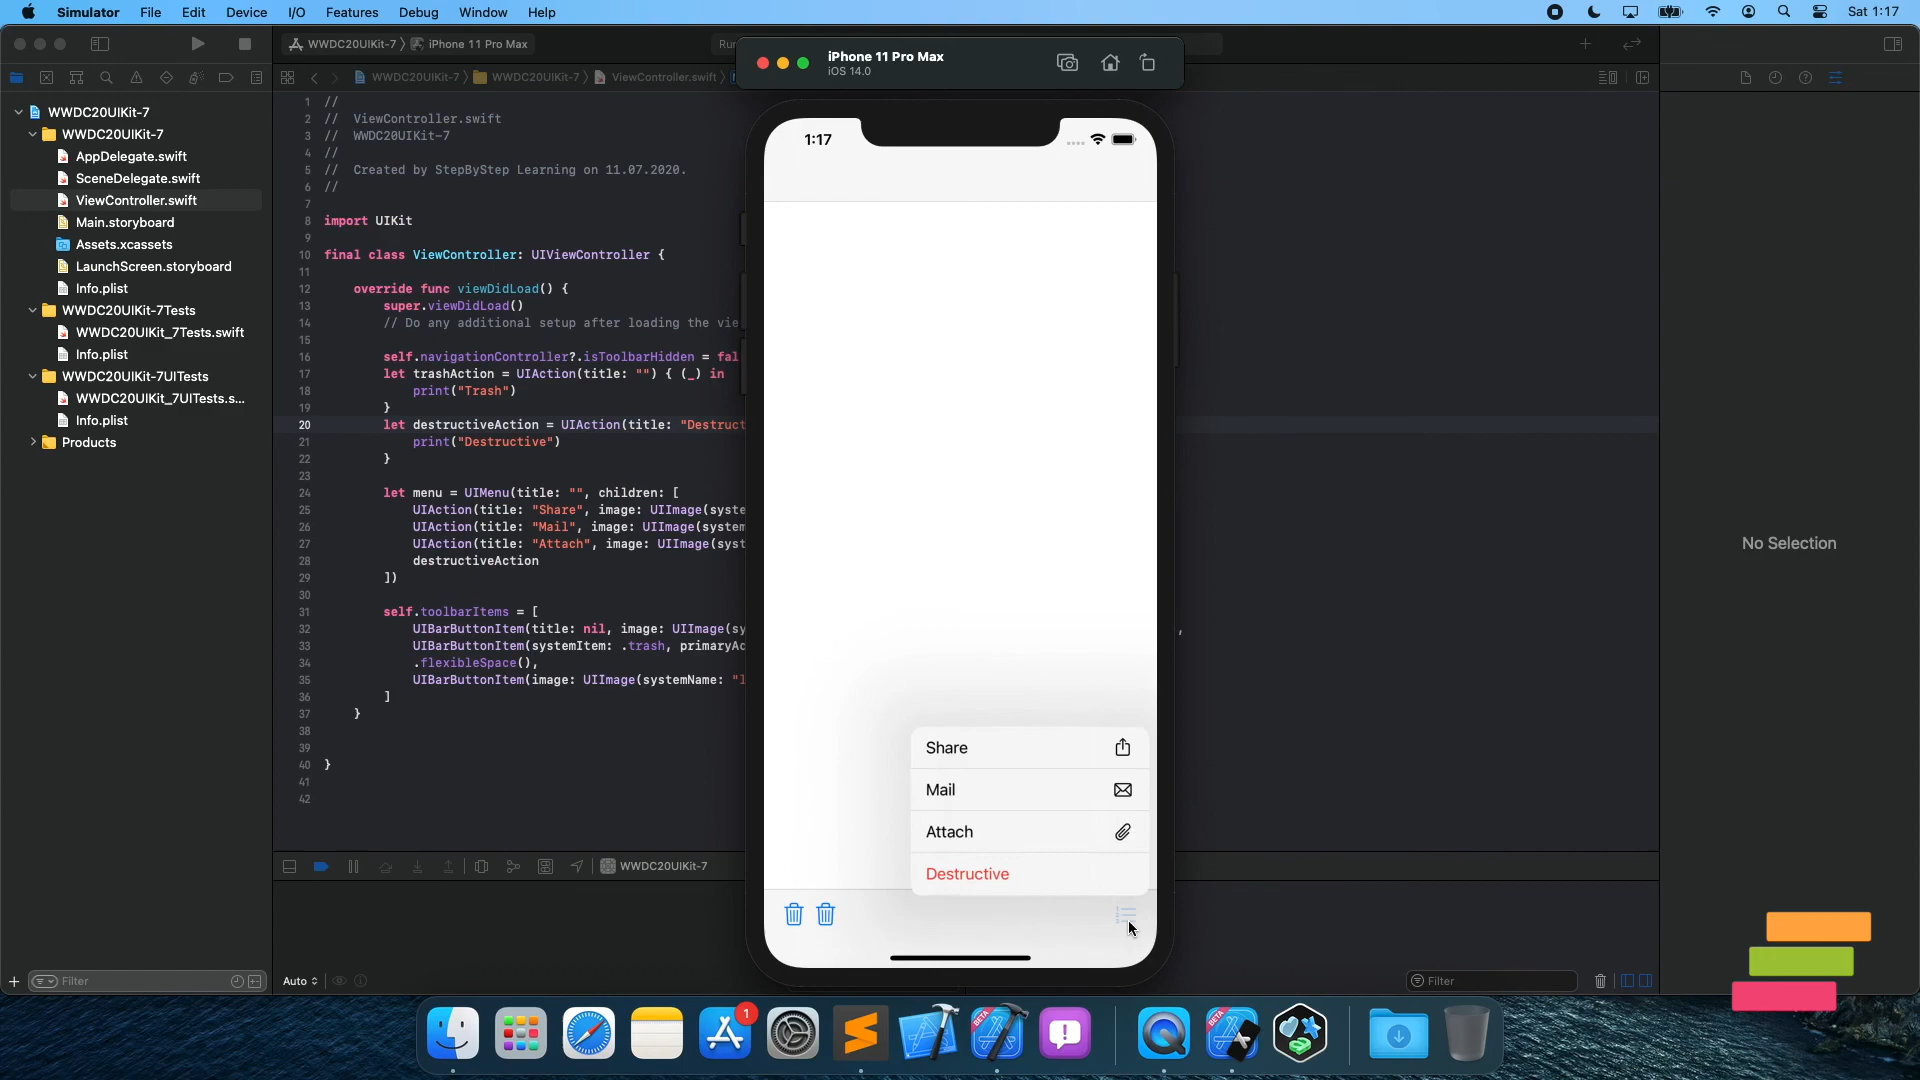 Simulator File Edit Device I/O Features Debug Window Help
Sat 1:17
WWDC20UIKit-7 iPhone 11 Pro Max
Run
iPhone 11 Pro Max
iOS 14.0
WWDC20UIKit-7 WWDC20UIKit-7 ViewController.swift
WWDC20UIKit-7
WWDC20UIKit-7
AppDelegate.swift
SceneDelegate.swift
ViewController.swift
Main.storyboard
Assets.xcassets
LaunchScreen.storyboard
Info.plist
WWDC20UIKit-7Tests
WWDC20UIKit_7Tests.swift
Info.plist
WWDC20UIKit-7UITests
WWDC20UIKit_7UITests.s...
Info.plist
Products
Filter
1 //
2 // ViewController.swift
3 // WWDC20UIKit-7
4 //
5 // Created by StepByStep Learning on 11.07.2020.
6 //
7
8 import UIKit
9
10 final class ViewController: UIViewController {
11
12 override func viewDidLoad() {
13 super.viewDidLoad()
14 // Do any additional setup after loading the vie
15
16 self.navigationController?.isToolbarHidden = fal
17 let trashAction = UIAction(title: "") { (_) in
18 print("Trash")
19 }
20 let destructiveAction = UIAction(title: "Destruct
21 print("Destructive")
22 }
23
24 let menu = UIMenu(title: "", children: [
25 UIAction(title: "Share", image: UIImage(syste
26 UIAction(title: "Mail", image: UIImage(system
27 UIAction(title: "Attach", image: UIImage(syst
28 destructiveAction
29 ])
30
31 self.toolbarItems = [
32 UIBarButtonItem(title: nil, image: UIImage(sy ,
33 UIBarButtonItem(systemItem: .trash, primaryAc
34 .flexibleSpace(),
35 UIBarButtonItem(image: UIImage(systemName: "l
36 ]
37 }
38
39
40 }
41
42
WWDC20UIKit-7
Auto
Filter
1:17
Share
Mail
Attach
Destructive
No Selection
1
BETA
BETA